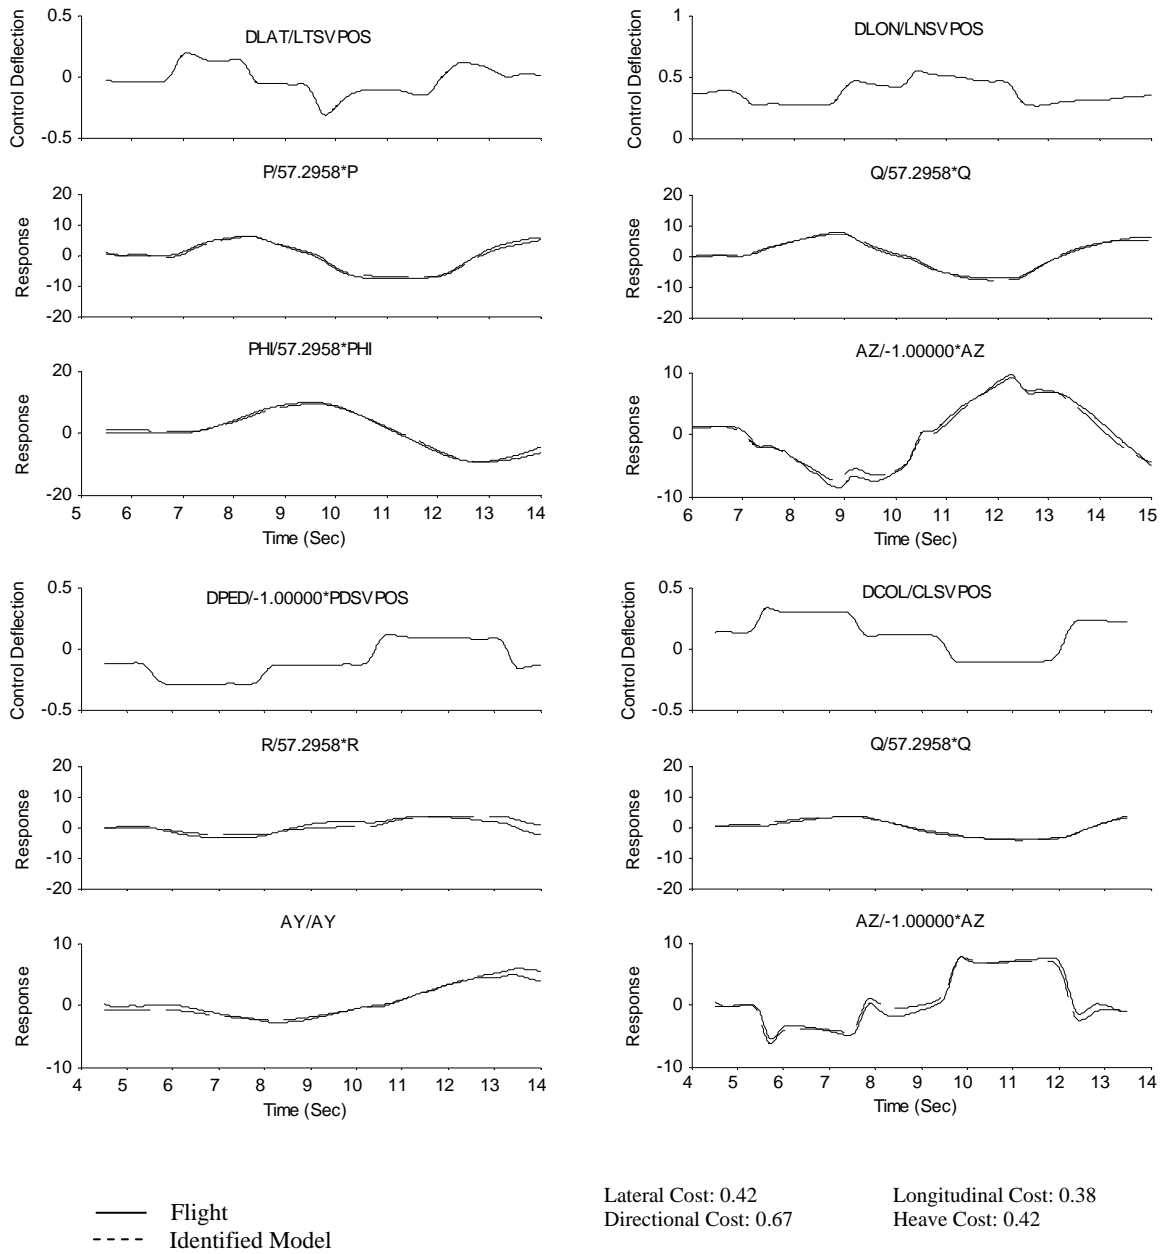 DLAT/LTSVPOS
Control Deflection
0.5
0
-0.5
P/57.2958*P
Response
20
10
0
-10
-20
PHI/57.2958*PHI
Response
20
0
-20
5 6 7 8 9 10 11 12 13 14
Time (Sec)
DLON/LNSVPOS
Control Deflection
1
0.5
0
Q/57.2958*Q
Response
20
10
0
-10
-20
AZ/-1.00000*AZ
Response
10
0
-10
6 7 8 9 10 11 12 13 14 15
Time (Sec)
DPED/-1.00000*PDSVPOS
Control Deflection
0.5
0
-0.5
R/57.2958*R
Response
20
10
0
-10
-20
AY/AY
Response
10
0
-10
4 5 6 7 8 9 10 11 12 13 14
Time (Sec)
DCOL/CLSVPOS
Control Deflection
0.5
0
-0.5
Q/57.2958*Q
Response
20
10
0
-10
-20
AZ/-1.00000*AZ
Response
10
0
-10
4 5 6 7 8 9 10 11 12 13 14
Time (Sec)
Flight
Identified Model
Lateral Cost: 0.42 Longitudinal Cost: 0.38
Directional Cost: 0.67 Heave Cost: 0.42